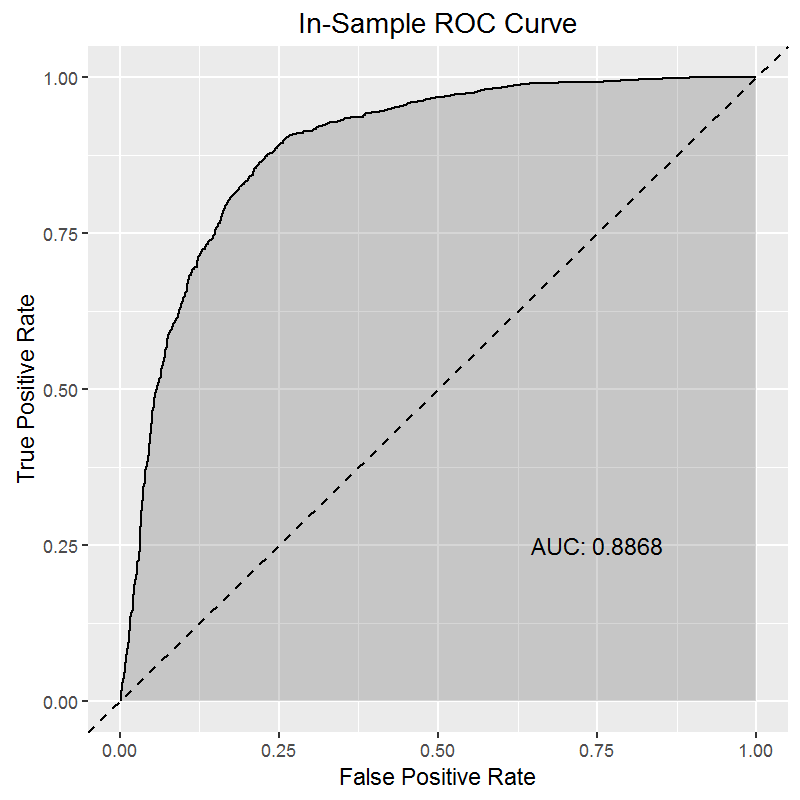 In-Sample ROC Curve
True Positive Rate
1.00
0.75
0.50
0.25
0.00
AUC: 0.8868
0.00 0.25 0.50 0.75 1.00
False Positive Rate